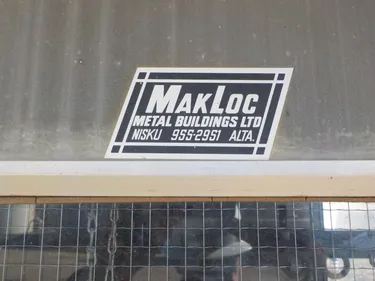 MAKLOC
METAL BUILDINGS LTD
NISKU 955-2951 ALTA.